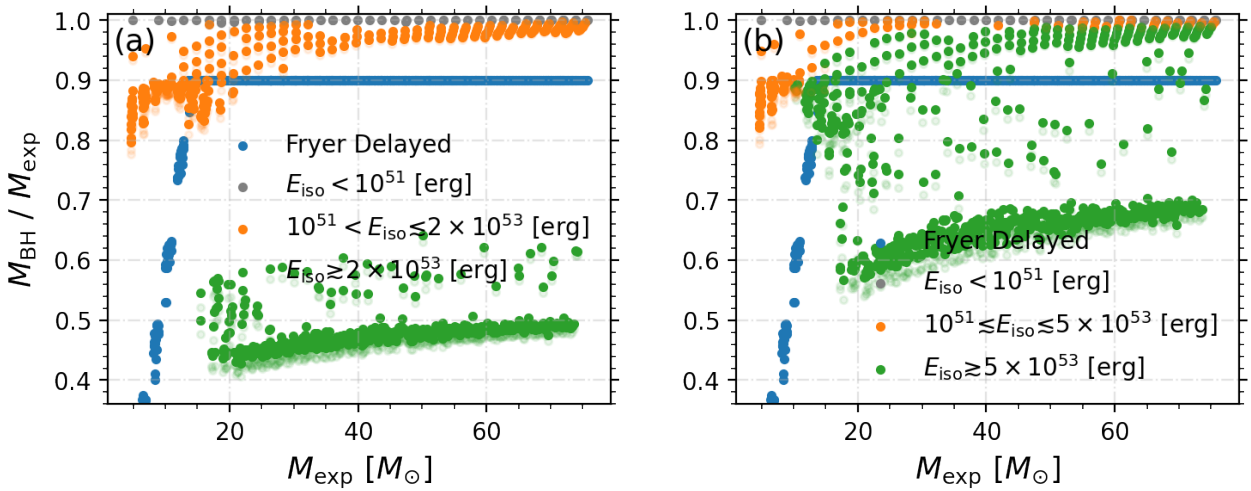 (a)
1.0
0.9
0.8
0.7
0.6
0.5
0.4
20
40
60
M_BH / M_exp
M_exp [M_⊙]
Fryer Delayed
E_iso < 10^51 [erg]
10^51 < E_iso ≲ 2 × 10^53 [erg]
E_iso ≳ 2 × 10^53 [erg]
(b)
1.0
0.9
0.8
0.7
0.6
0.5
0.4
20
40
60
M_exp [M_⊙]
Fryer Delayed
E_iso < 10^51 [erg]
10^51 ≲ E_iso ≲ 5 × 10^53 [erg]
E_iso ≳ 5 × 10^53 [erg]